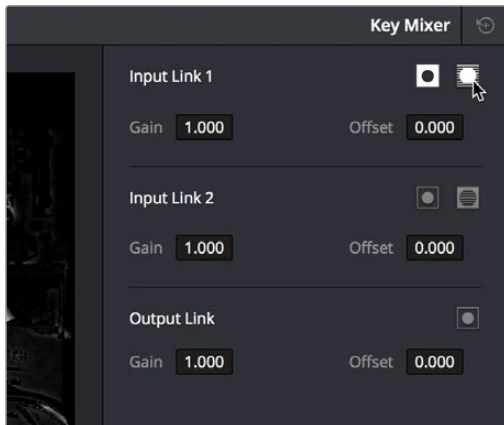 Key Mixer
Input Link 1
Gain 1.000 Offset 0.000
Input Link 2
Gain 1.000 Offset 0.000
Output Link
Gain 1.000 Offset 0.000